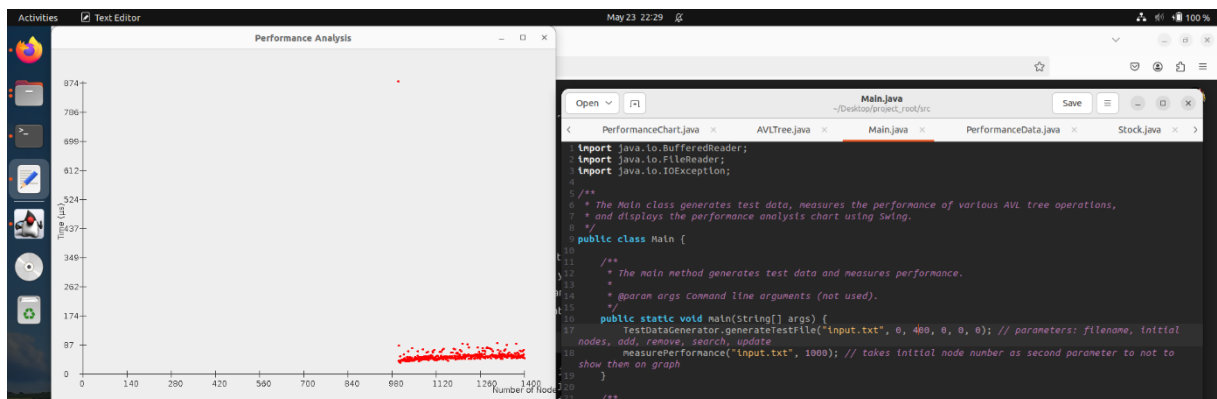 Activities Text Editor May 23 22:29 100 %
Performance Analysis
874
786
699
612
524
437
349
262
174
87
0
Time (μs)
0 140 280 420 560 700 840 980 1120 1260 1400
Number of Node
Open Main.java Save
~/Desktop/project_root/src
PerformanceChart.java AVLTree.java Main.java PerformanceData.java Stock.java
1 import java.io.BufferedReader;
2 import java.io.FileReader;
3 import java.io.IOException;
4
5 /**
6 * The Main class generates test data, measures the performance of various AVL tree operations,
7 * and displays the performance analysis chart using Swing.
8 */
9 public class Main {
10
11 /**
12 * The main method generates test data and measures performance.
13 *
14 * @param args Command line arguments (not used).
15 */
16 public static void main(String[] args) {
17 TestDataGenerator.generateTestFile("input.txt", 0, 400, 0, 0, 0); // parameters: filename, initial
nodes, add, remove, search, update
18 measurePerformance("input.txt", 1000); // takes initial node number as second parameter to not to
show them on graph
19 }
20
21 /**